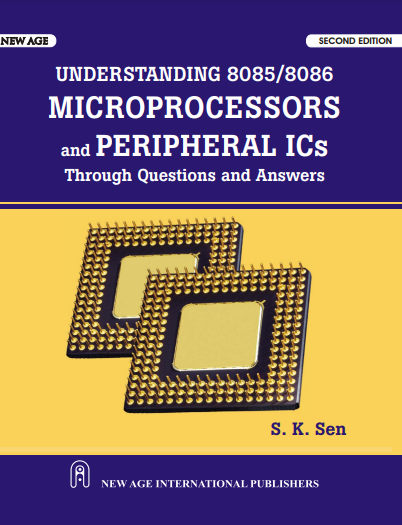 NEW AGE
SECOND EDITION
UNDERSTANDING 8085/8086
MICROPROCESSORS
and PERIPHERAL ICs
Through Questions and Answers
S. K. Sen
NEW AGE INTERNATIONAL PUBLISHERS